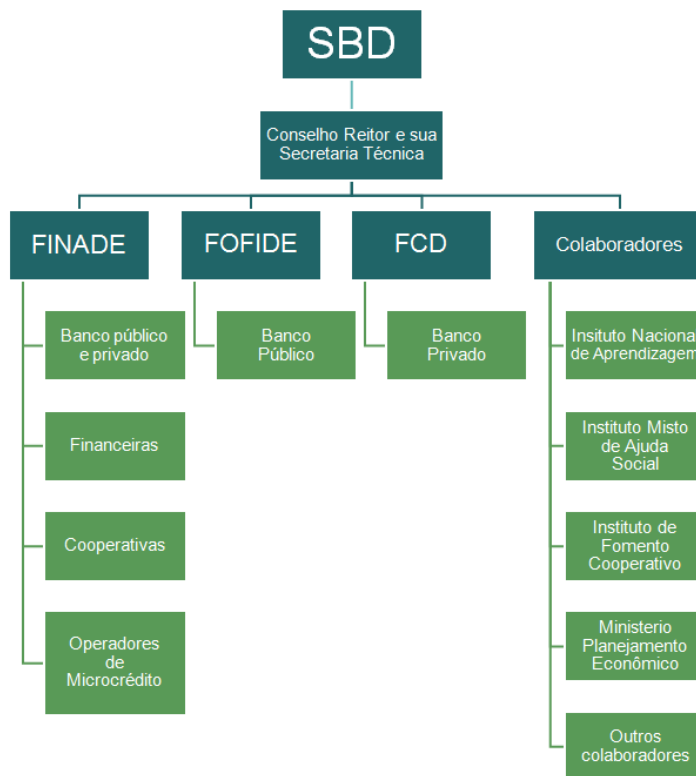 SBD
Conselho Reitor e sua
Secretaria Técnica
FINADE
FOFIDE
FCD
Colaboradores
Banco público
e privado
Financeiras
Cooperativas
Operadores
de
Microcrédito
Banco
Público
Banco
Privado
Insituto Nacional
de Aprendizagem
Instituto Misto
de Ajuda
Social
Instituto de
Fomento
Cooperativo
Ministerio
Planejamento
Econômico
Outros
colaboradores